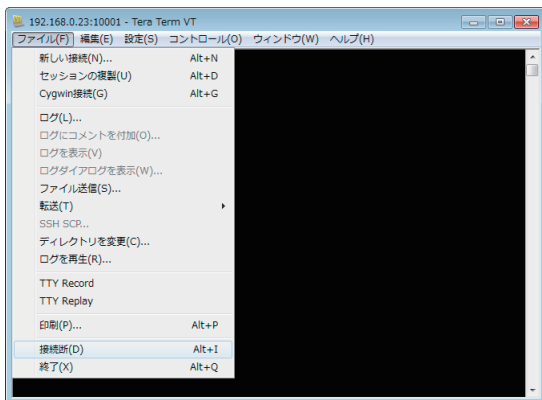 192.168.0.23:10001 - Tera Term VT
ファイル(F) 編集(E) 設定(S) コントロール(O) ウィンドウ(W) ヘルプ(H)
新しい接続(N)... Alt+N
セッションの複製(U) Alt+D
Cygwin接続(G) Alt+G
ログ(L)...
ログにコメントを付加(O)...
ログを表示(V)
ログダイアログを表示(W)...
ファイル送信(S)...
転送(T)
SSH SCP...
ディレクトリを変更(C)...
ログを再生(R)...
TTY Record
TTY Replay
印刷(P)... Alt+P
接続断(D) Alt+I
終了(X) Alt+Q